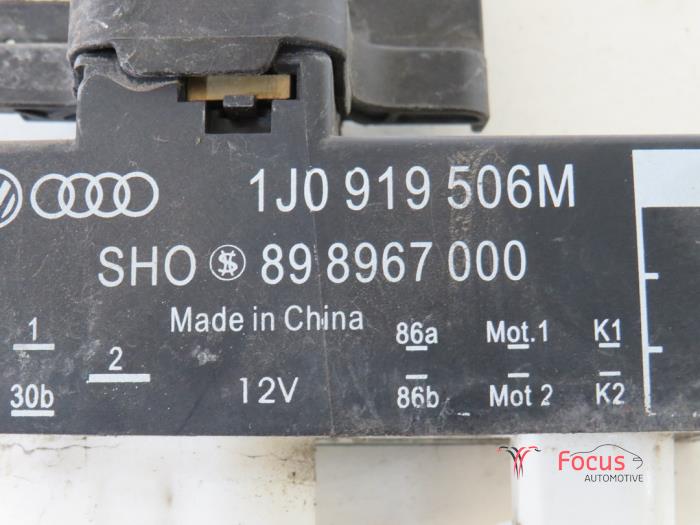 1J0 919 506M
SHO 89 8967 000
Made in China
1 2 86a Mot.1 K1
30b 12V 86b Mot 2 K2
Focus
AUTOMOTIVE